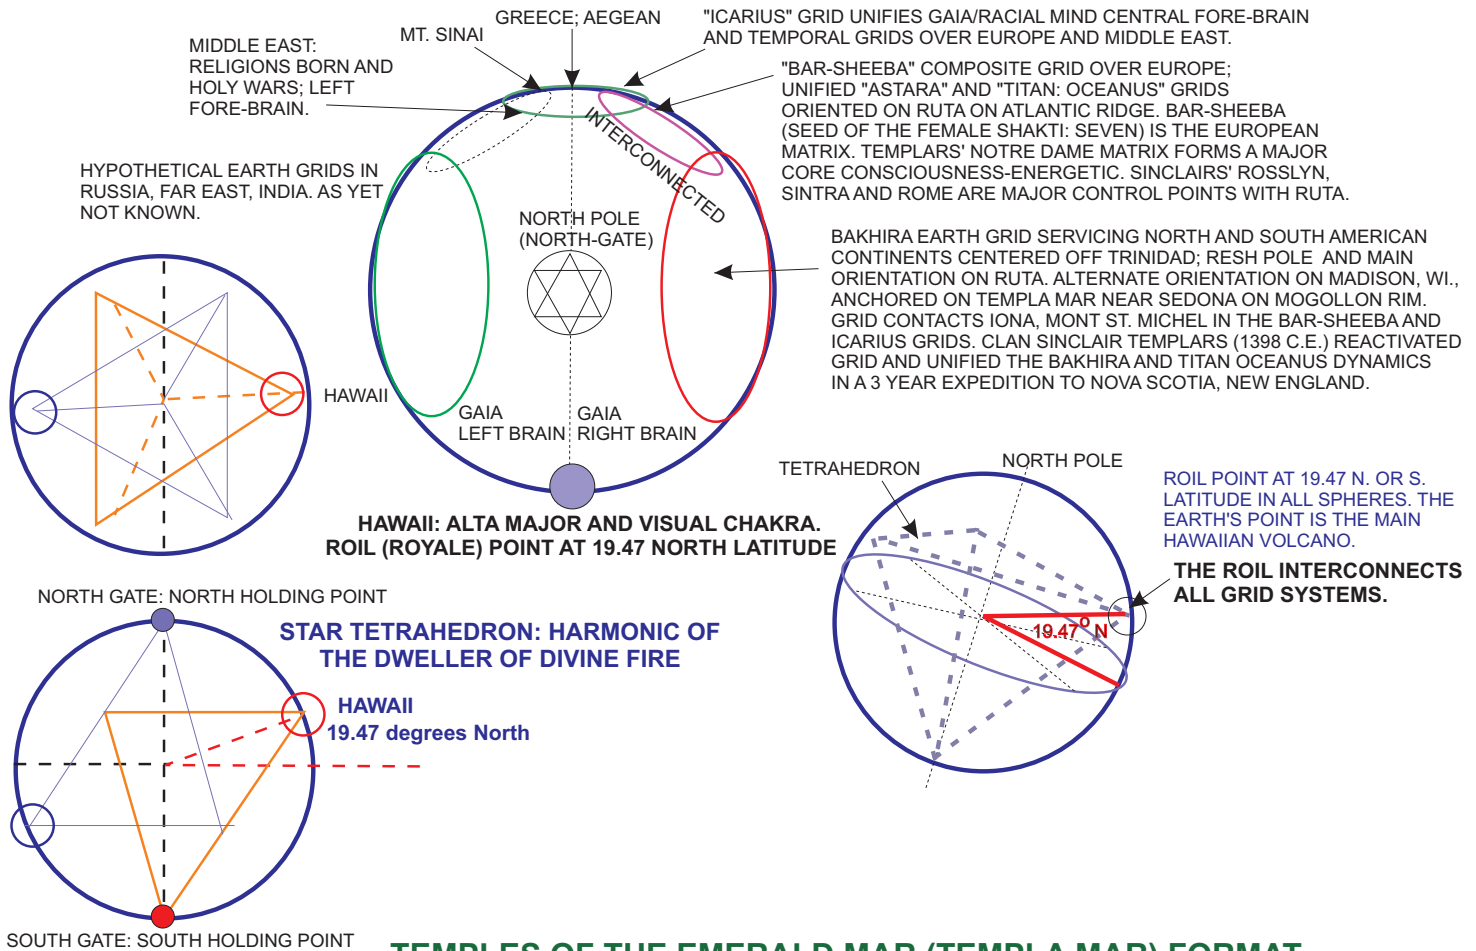 GREECE; AEGEAN
MT. SINAI
"ICARIUS" GRID UNIFIES GAIA/RACIAL MIND CENTRAL FORE-BRAIN
AND TEMPORAL GRIDS OVER EUROPE AND MIDDLE EAST.
MIDDLE EAST:
RELIGIONS BORN AND
HOLY WARS; LEFT
FORE-BRAIN.
"BAR-SHEEBA" COMPOSITE GRID OVER EUROPE;
UNIFIED "ASTARA" AND "TITAN: OCEANUS" GRIDS
ORIENTED ON RUTA ON ATLANTIC RIDGE. BAR-SHEEBA
(SEED OF THE FEMALE SHAKTI: SEVEN) IS THE EUROPEAN
MATRIX. TEMPLARS' NOTRE DAME MATRIX FORMS A MAJOR
CORE CONSCIOUSNESS-ENERGETIC. SINCLAIRS' ROSSLYN,
SINTRA AND ROME ARE MAJOR CONTROL POINTS WITH RUTA.
INTERCONNECTED
HYPOTHETICAL EARTH GRIDS IN
RUSSIA, FAR EAST, INDIA. AS YET
NOT KNOWN.
NORTH POLE
(NORTH-GATE)
BAKHIRA EARTH GRID SERVICING NORTH AND SOUTH AMERICAN
CONTINENTS CENTERED OFF TRINIDAD; RESH POLE AND MAIN
ORIENTATION ON RUTA. ALTERNATE ORIENTATION ON MADISON, WI.,
ANCHORED ON TEMPLA MAR NEAR SEDONA ON MOGOLLON RIM.
GRID CONTACTS IONA, MONT ST. MICHEL IN THE BAR-SHEEBA AND
ICARIUS GRIDS. CLAN SINCLAIR TEMPLARS (1398 C.E.) REACTIVATED
GRID AND UNIFIED THE BAKHIRA AND TITAN OCEANUS DYNAMICS
IN A 3 YEAR EXPEDITION TO NOVA SCOTIA, NEW ENGLAND.
HAWAII
GAIA
LEFT BRAIN
GAIA
RIGHT BRAIN
HAWAII: ALTA MAJOR AND VISUAL CHAKRA.
ROIL (ROYALE) POINT AT 19.47 NORTH LATITUDE
TETRAHEDRON
NORTH POLE
ROIL POINT AT 19.47 N. OR S.
LATITUDE IN ALL SPHERES. THE
EARTH'S POINT IS THE MAIN
HAWAIIAN VOLCANO.
THE ROIL INTERCONNECTS
ALL GRID SYSTEMS.
19.47° N
NORTH GATE: NORTH HOLDING POINT
STAR TETRAHEDRON: HARMONIC OF
THE DWELLER OF DIVINE FIRE
HAWAII
19.47 degrees North
SOUTH GATE: SOUTH HOLDING POINT
TEMPLES OF THE EMERALD MAR (TEMPLA MAR) FORMAT